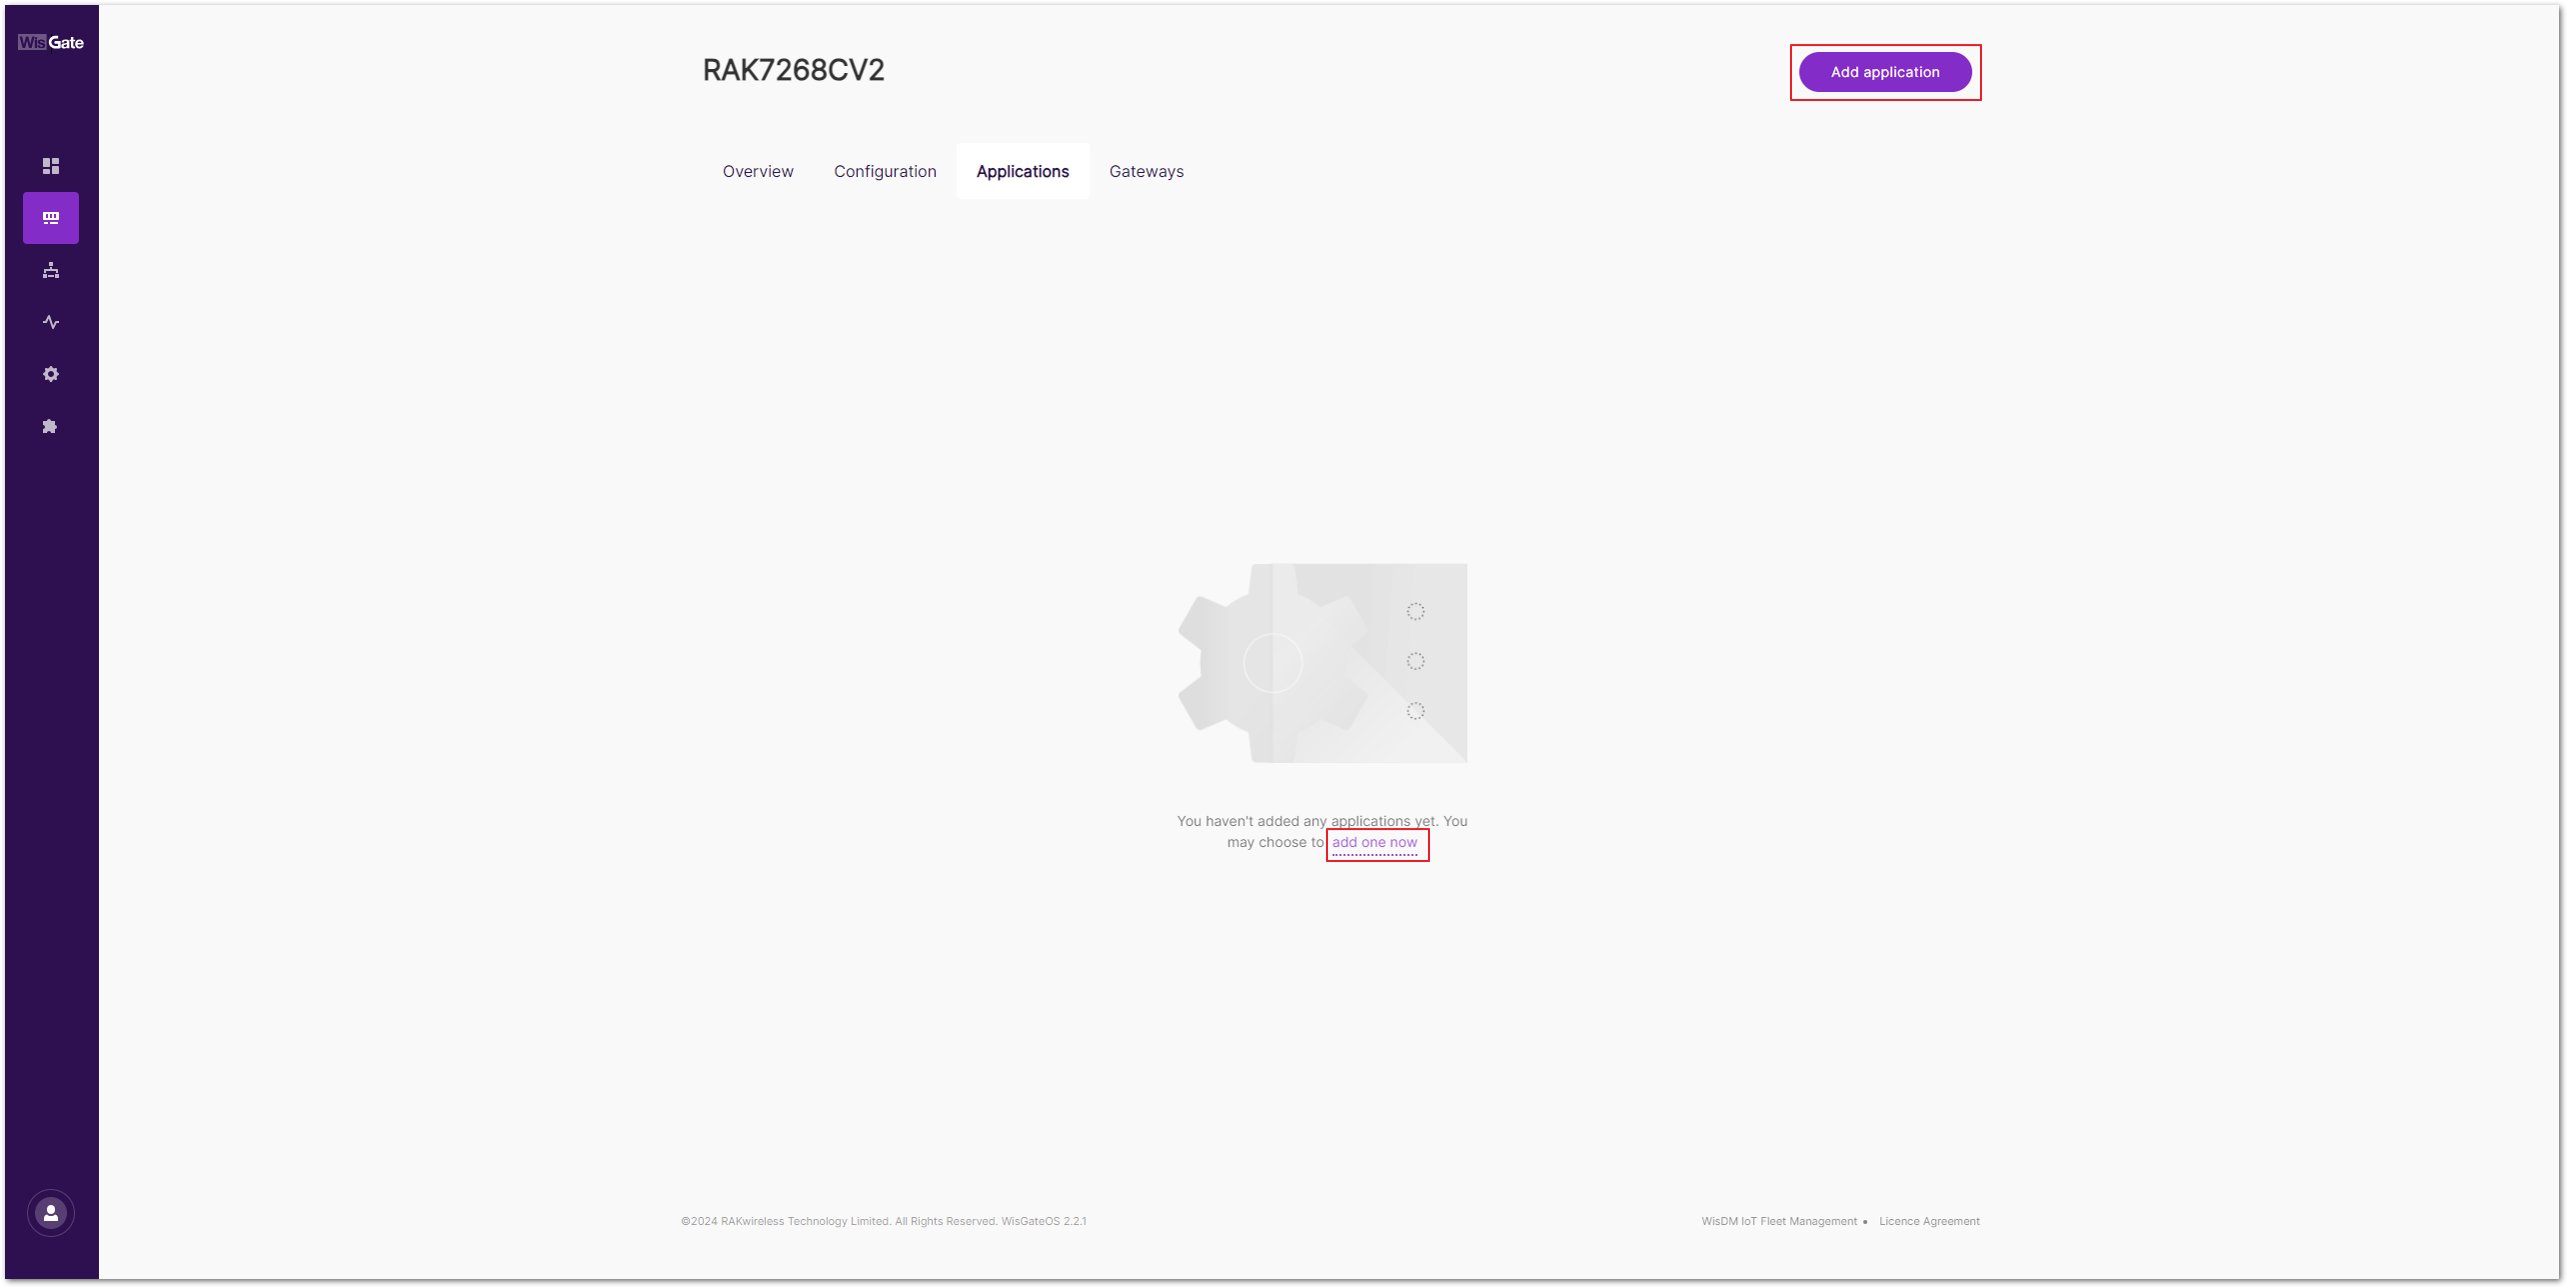 WisGate
RAK7268CV2
Add application
Overview Configuration Applications Gateways
You haven't added any applications yet. You
may choose to add one now
©2024 RAKwireless Technology Limited. All Rights Reserved. WisGateOS 2.2.1
WisDM IoT Fleet Management • Licence Agreement